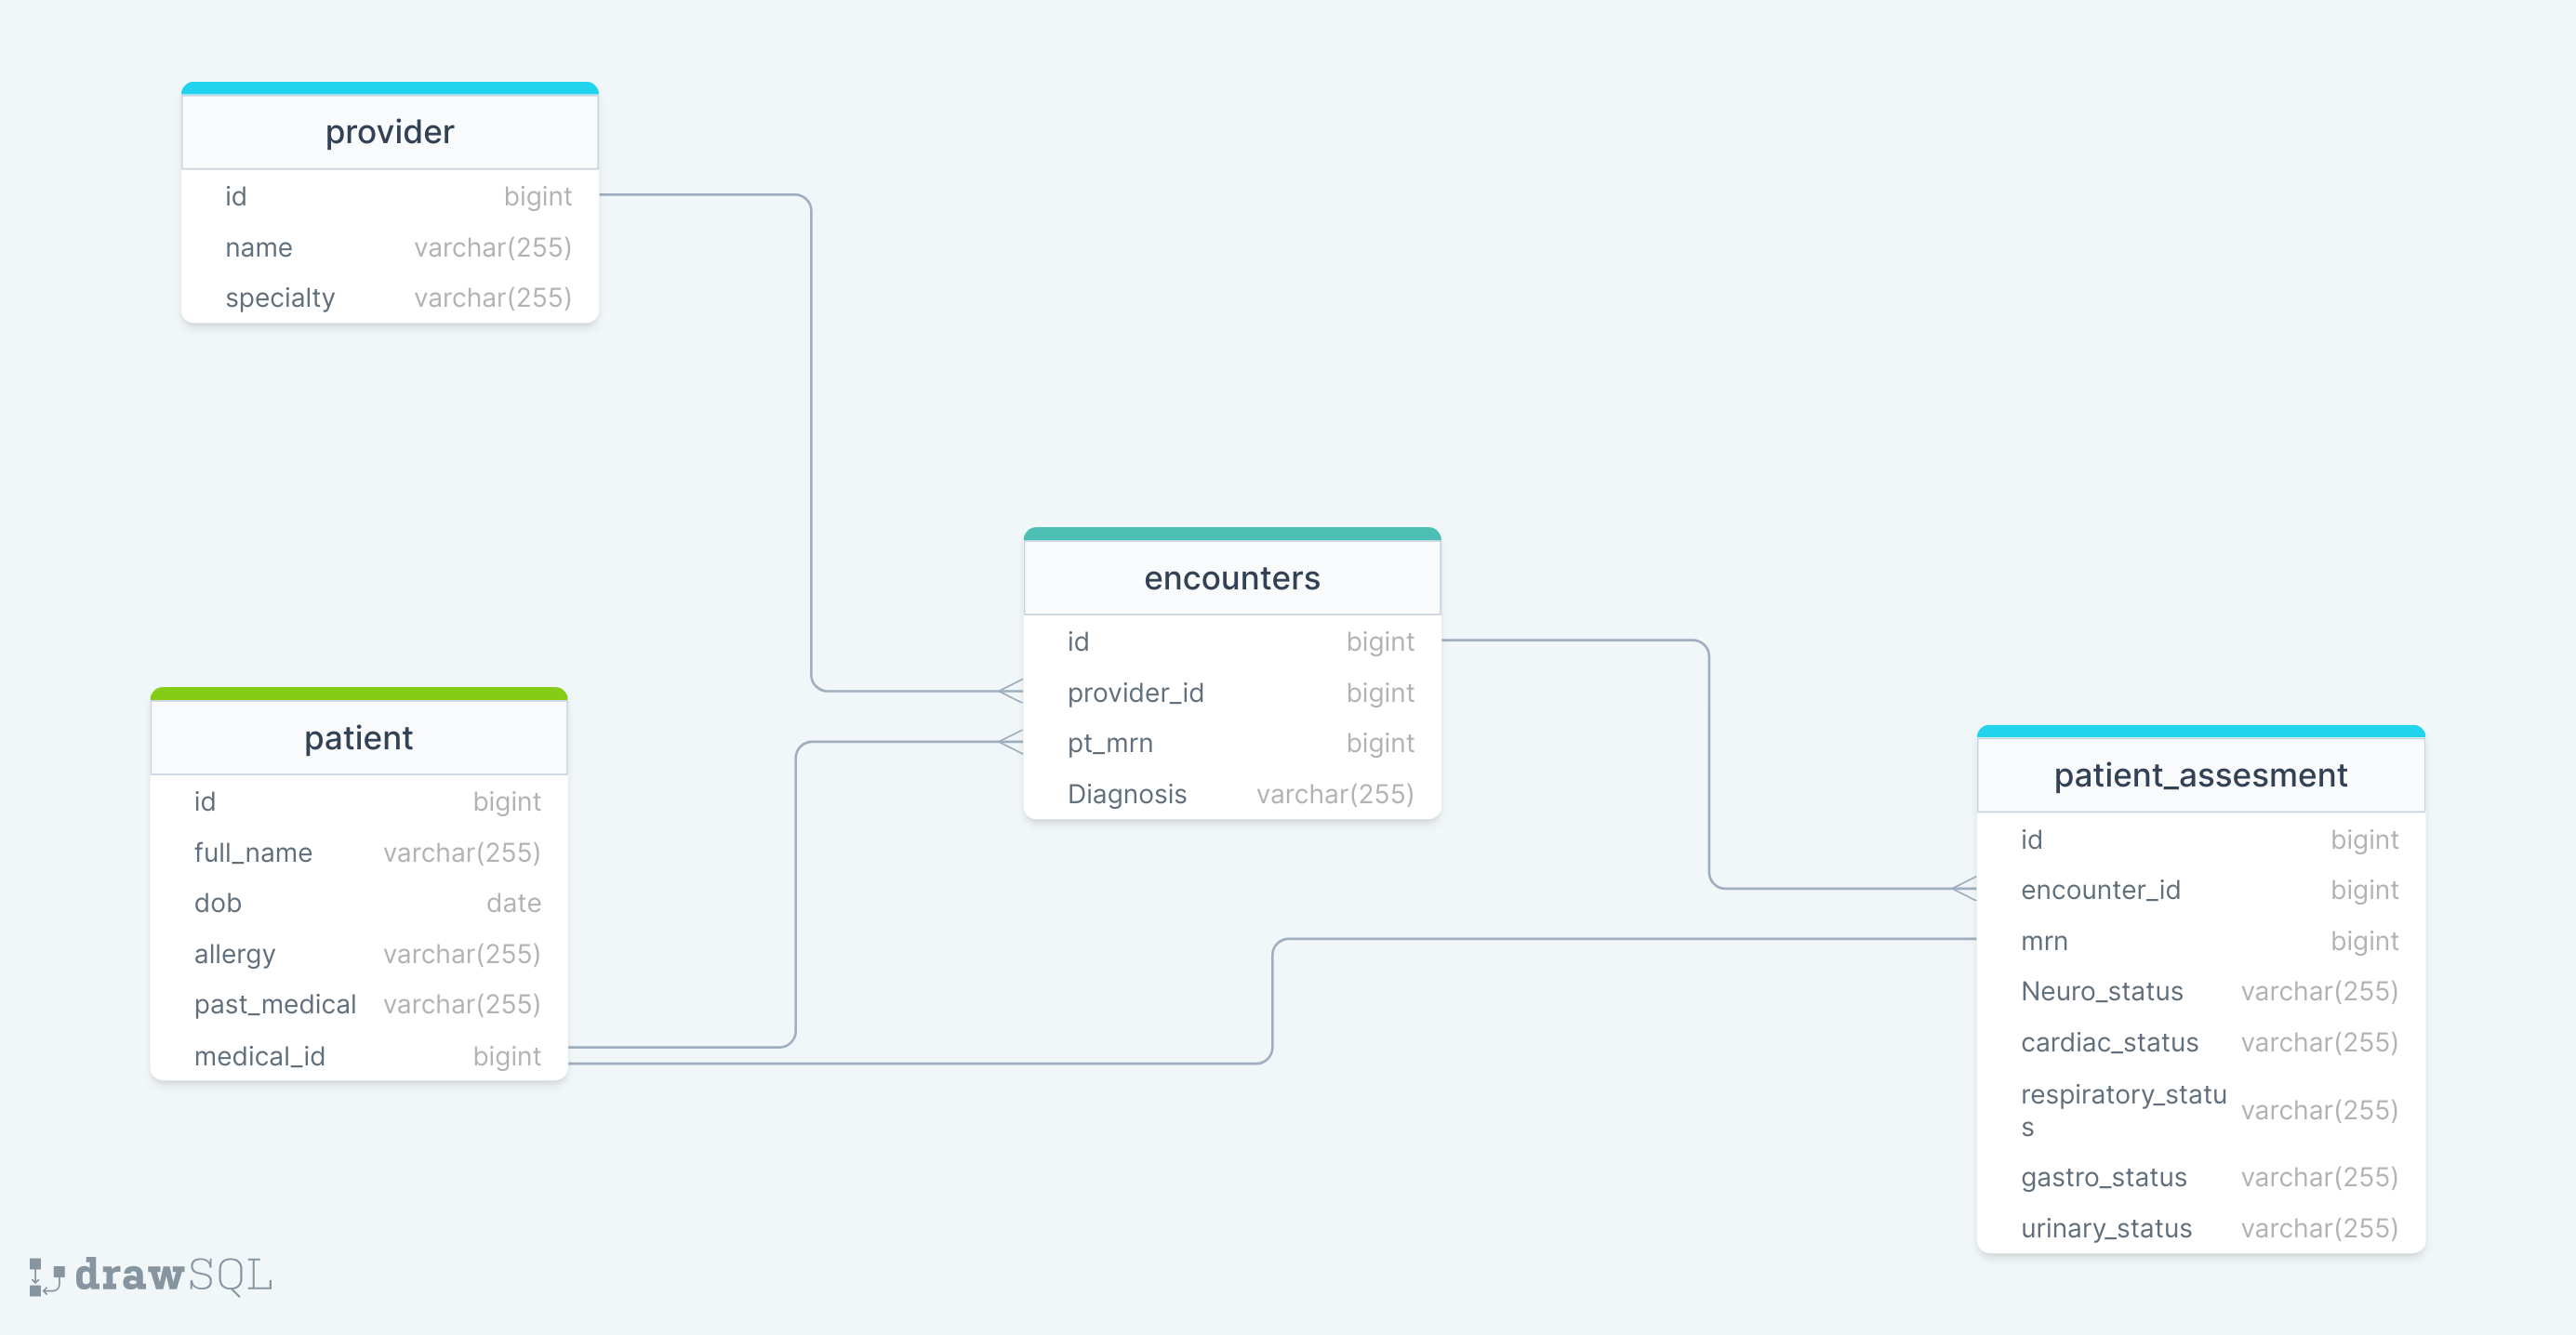 provider
id bigint
name varchar(255)
specialty varchar(255)
encounters
id bigint
provider_id bigint
pt_mrn bigint
Diagnosis varchar(255)
patient
id bigint
full_name varchar(255)
dob date
allergy varchar(255)
past_medical varchar(255)
medical_id bigint
patient_assesment
id bigint
encounter_id bigint
mrn bigint
Neuro_status varchar(255)
cardiac_status varchar(255)
respiratory_statu
s varchar(255)
gastro_status varchar(255)
urinary_status varchar(255)
drawSQL